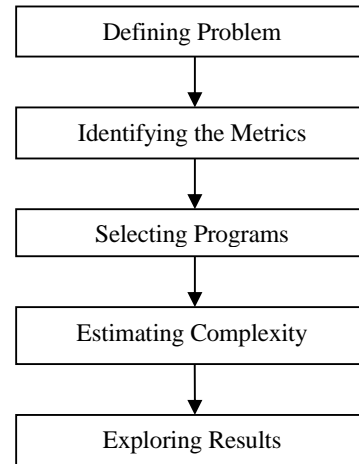 Defining Problem
Identifying the Metrics
Selecting Programs
Estimating Complexity
Exploring Results